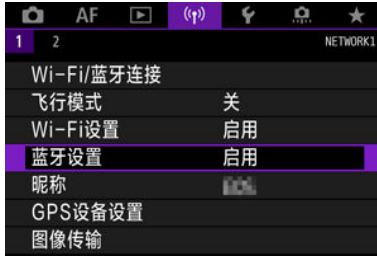 AF
1 2 NETWORK1
Wi-Fi/蓝牙连接
飞行模式 关
Wi-Fi设置 启用
蓝牙设置 启用
昵称
GPS设备设置
图像传输